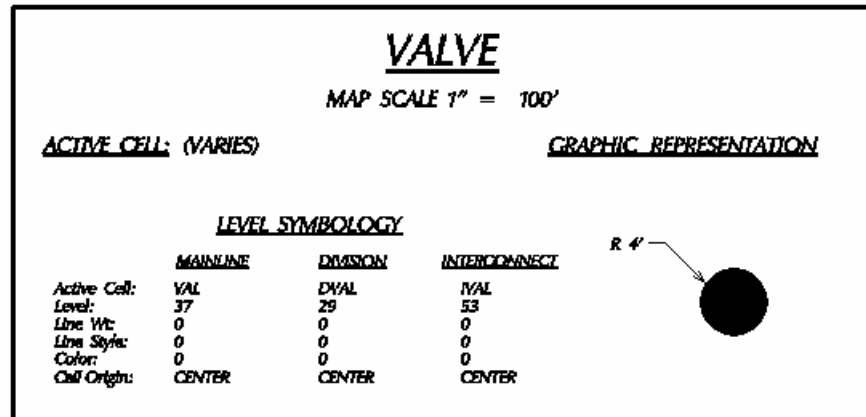 VALVE
MAP SCALE 1" = 100'
ACTIVE CELL: (VARIES) GRAPHIC REPRESENTATION
LEVEL SYMBOLOGY
R 4'
MAINLINE DIVISION INTERCONNECT
Active Cell: VAL DVAL IVAL
Level: 37 29 53
Line Wt: 0 0 0
Line Style: 0 0 0
Color: 0 0 0
Cell Origin: CENTER CENTER CENTER